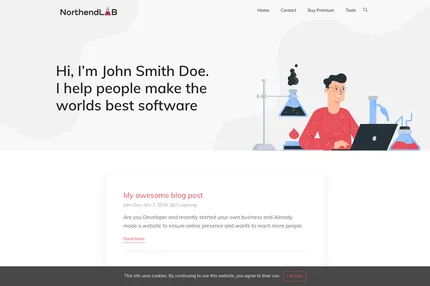 NorthendLAB
Home Contact Buy Premium Tools
Hi, I'm John Smith Doe.
I help people make the
worlds best software
My awesome blog post
John Doe, May 7, 2019, SEO, Learning
Are you Developer and recently started your own business and Already
made a website to ensure online presence and wants to reach more people.
Read More
This site uses cookies. By continuing to use this website, you agree to their use.
I Accept